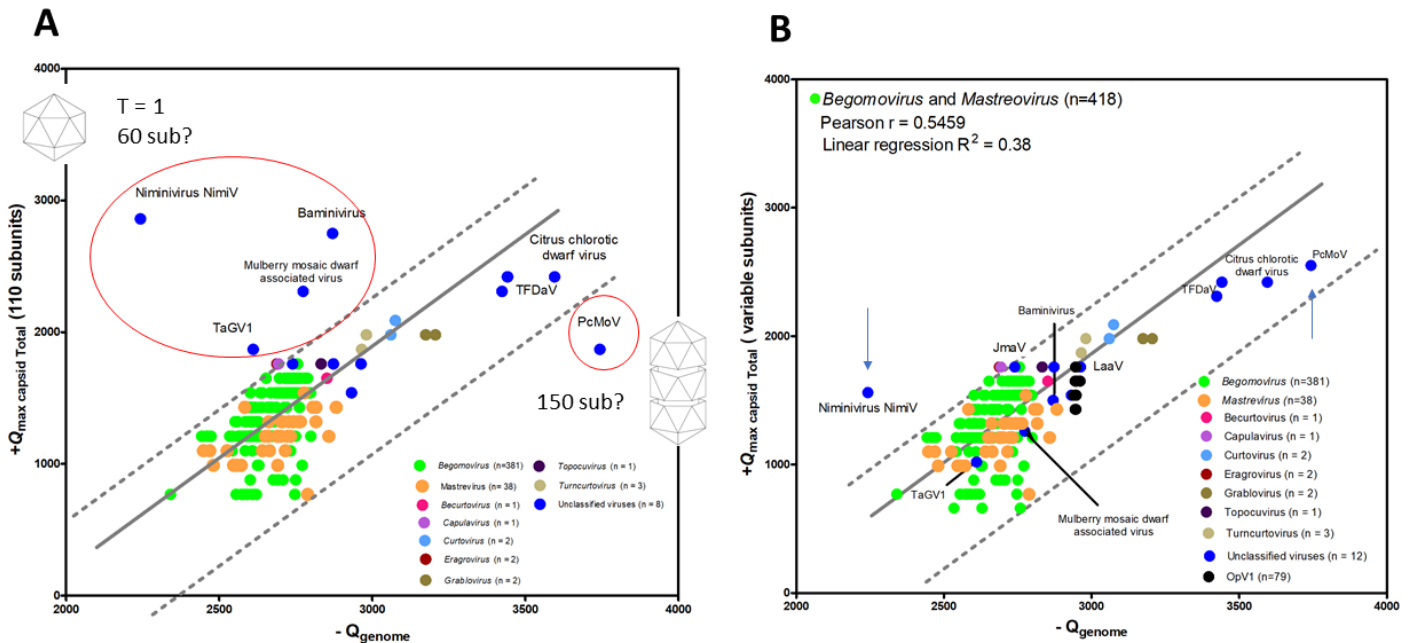 A
+Qmax capsid Total (110 subunits)
4000
3000
2000
1000
0
T = 1
60 sub?
Niminivirus NimiV
Baminivirus
Mulberry mosaic dwarf
associated virus
TaGV1
Citrus chlorotic
dwarf virus
TFDaV
PcMoV
150 sub?
Begomovirus (n=381)
Mastrevirus (n= 38)
Becurtovirus (n = 1)
Capulavirus (n = 1)
Curtovirus (n = 2)
Eragrovirus (n = 2)
Grablovirus (n = 2)
Topocuvirus (n = 1)
Turncurtovirus (n = 3)
Unclassified viruses (n = 8)
2000
2500
3000
3500
4000
- Qgenome
B
+Qmax capsid Total (variable subunits)
4000
3000
2000
1000
0
Begomovirus and Mastreovirus (n=418)
Pearson r = 0.5459
Linear regression R² = 0.38
Citrus chlorotic
dwarf virus
PcMoV
TFDaV
Baminivirus
JmaV
LaaV
Niminivirus NimiV
TaGV1
Mulberry mosaic dwarf
associated virus
Begomovirus (n=381)
Mastrevirus (n=38)
Becurtovirus (n = 1)
Capulavirus (n = 1)
Curtovirus (n = 2)
Eragrovirus (n = 2)
Grablovirus (n = 2)
Topocuvirus (n = 1)
Turncurtovirus (n = 3)
Unclassified viruses (n = 12)
OpV1 (n=79)
2000
2500
3000
3500
4000
- Qgenome